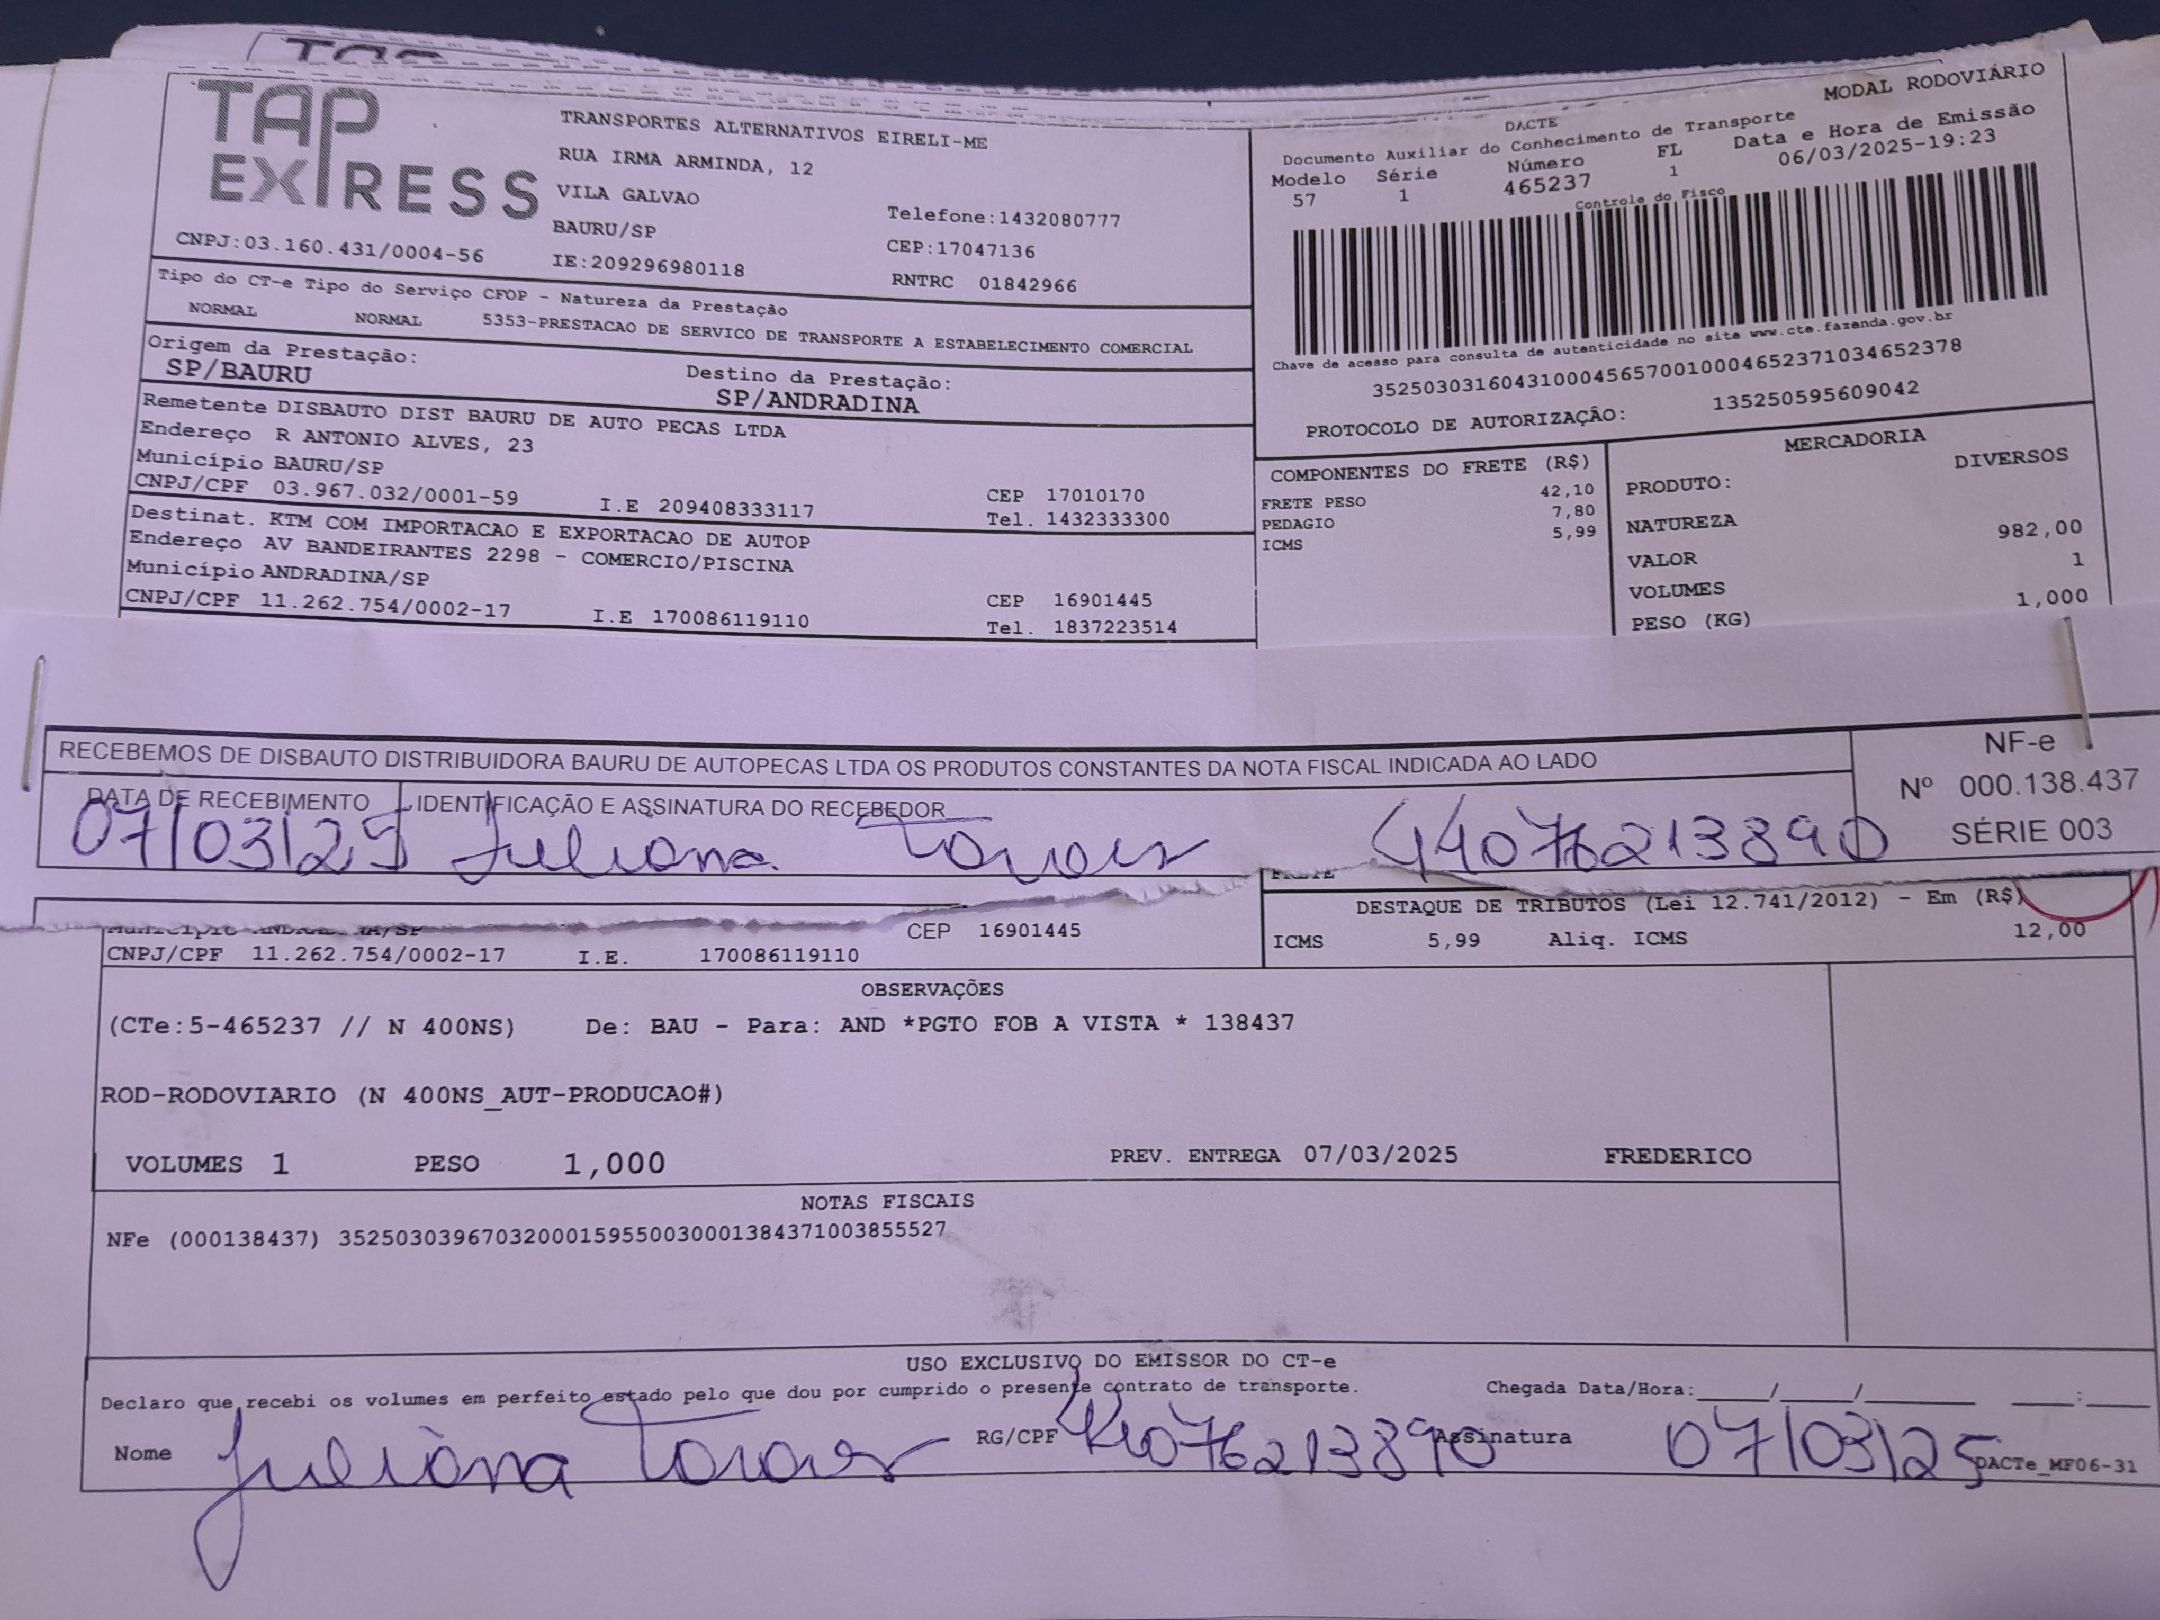 TAP
EXPRESS
TRANSPORTES ALTERNATIVOS EIRELI-ME
RUA IRMA ARMINDA, 12
VILA GALVAO
BAURU/SP
Telefone:1432080777
CEP:17047136
CNPJ:03.160.431/0004-56
IE:209296980118
RNTRC 01842966
MODAL RODOVIÁRIO
DACTE
Documento Auxiliar do Conhecimento de Transporte
Modelo Série Número FL Data e Hora de Emissão
57 1 465237 1 06/03/2025-19:23
Controle do Fisco
Chave de acesso para consulta de autenticidade no site www.cte.fazenda.gov.br
35250303160431000456570010004652371034652378
PROTOCOLO DE AUTORIZAÇÃO: 135250595609042
Tipo do CT-e Tipo do Serviço CFOP - Natureza da Prestação
NORMAL NORMAL 5353-PRESTACAO DE SERVICO DE TRANSPORTE A ESTABELECIMENTO COMERCIAL
Origem da Prestação: Destino da Prestação:
SP/BAURU SP/ANDRADINA
Remetente DISBAUTO DIST BAURU DE AUTO PECAS LTDA
Endereço R ANTONIO ALVES, 23
Município BAURU/SP CEP 17010170
CNPJ/CPF 03.967.032/0001-59 I.E 209408333117 Tel. 1432333300
Destinat. KTM COM IMPORTACAO E EXPORTACAO DE AUTOP
Endereço AV BANDEIRANTES 2298 - COMERCIO/PISCINA
Município ANDRADINA/SP CEP 16901445
CNPJ/CPF 11.262.754/0002-17 I.E 170086119110 Tel. 1837223514
COMPONENTES DO FRETE (R$)
FRETE PESO 42,10
PEDAGIO 7,80
ICMS 5,99
MERCADORIA
PRODUTO: DIVERSOS
NATUREZA
VALOR 982,00
VOLUMES 1
PESO (KG) 1,000
RECEBEMOS DE DISBAUTO DISTRIBUIDORA BAURU DE AUTOPECAS LTDA OS PRODUTOS CONSTANTES DA NOTA FISCAL INDICADA AO LADO
NF-e
Nº 000.138.437
SÉRIE 003
DATA DE RECEBIMENTO IDENTIFICAÇÃO E ASSINATURA DO RECEBEDOR
07/03/25 Juliana Tavares 44076213890
FRETE
Município ANDRADINA/SP CEP 16901445
CNPJ/CPF 11.262.754/0002-17 I.E. 170086119110
DESTAQUE DE TRIBUTOS (Lei 12.741/2012) - Em (R$)
ICMS 5,99 Aliq. ICMS 12,00
OBSERVAÇÕES
(CTe:5-465237 // N 400NS) De: BAU - Para: AND *PGTO FOB A VISTA * 138437
ROD-RODOVIARIO (N 400NS_AUT-PRODUCAO#)
VOLUMES 1 PESO 1,000 PREV. ENTREGA 07/03/2025 FREDERICO
NOTAS FISCAIS
NFe (000138437) 35250303967032000159550030001384371003855527
USO EXCLUSIVO DO EMISSOR DO CT-e
Declaro que recebi os volumes em perfeito estado pelo que dou por cumprido o presente contrato de transporte. Chegada Data/Hora:____/____/______ ____:____
Nome Juliana Tavares RG/CPF 44076213890 Assinatura 07/03/25
DACTe_MF06-31